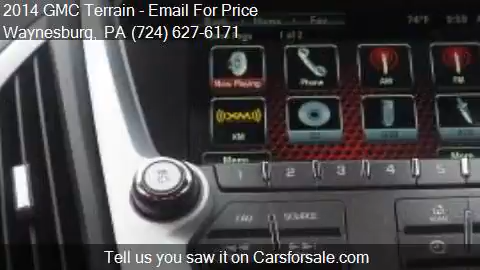 2014 GMC Terrain - Email For Price
Waynesburg, PA (724) 627-6171
1 of 2
Now Playing
Phone
AM
FM
XM
1 2 3 4 5
SOURCE
Tell us you saw it on Carsforsale.com